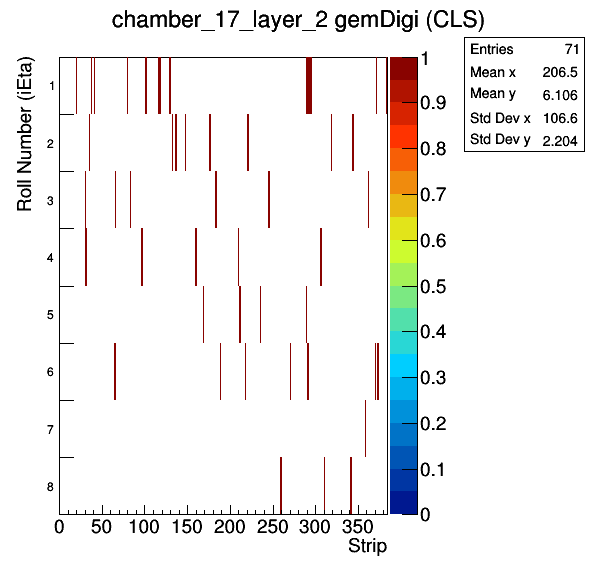 chamber_17_layer_2 gemDigi (CLS)
Entries 71
Mean x 206.5
Mean y 6.106
Std Dev x 106.6
Std Dev y 2.204
Roll Number (iEta)
1
2
3
4
5
6
7
8
0 50 100 150 200 250 300 350
Strip
1
0.9
0.8
0.7
0.6
0.5
0.4
0.3
0.2
0.1
0